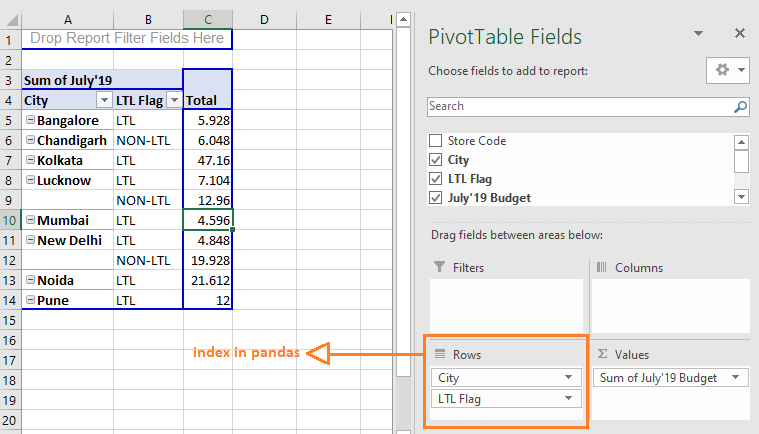 A B C D E
1 Drop Report Filter Fields Here
2
3 Sum of July'19
4 City LTL Flag Total
5 Bangalore LTL 5.928
6 Chandigarh NON-LTL 6.048
7 Kolkata LTL 47.16
8 Lucknow LTL 7.104
9 NON-LTL 12.96
10 Mumbai LTL 4.596
11 New Delhi LTL 4.848
12 NON-LTL 19.928
13 Noida LTL 21.612
14 Pune LTL 12
15
16
17
18
19
20
index in pandas
PivotTable Fields
Choose fields to add to report:
Search
Store Code
City
LTL Flag
July'19 Budget
Drag fields between areas below:
Filters
Columns
Rows
City
LTL Flag
Σ Values
Sum of July'19 Budget